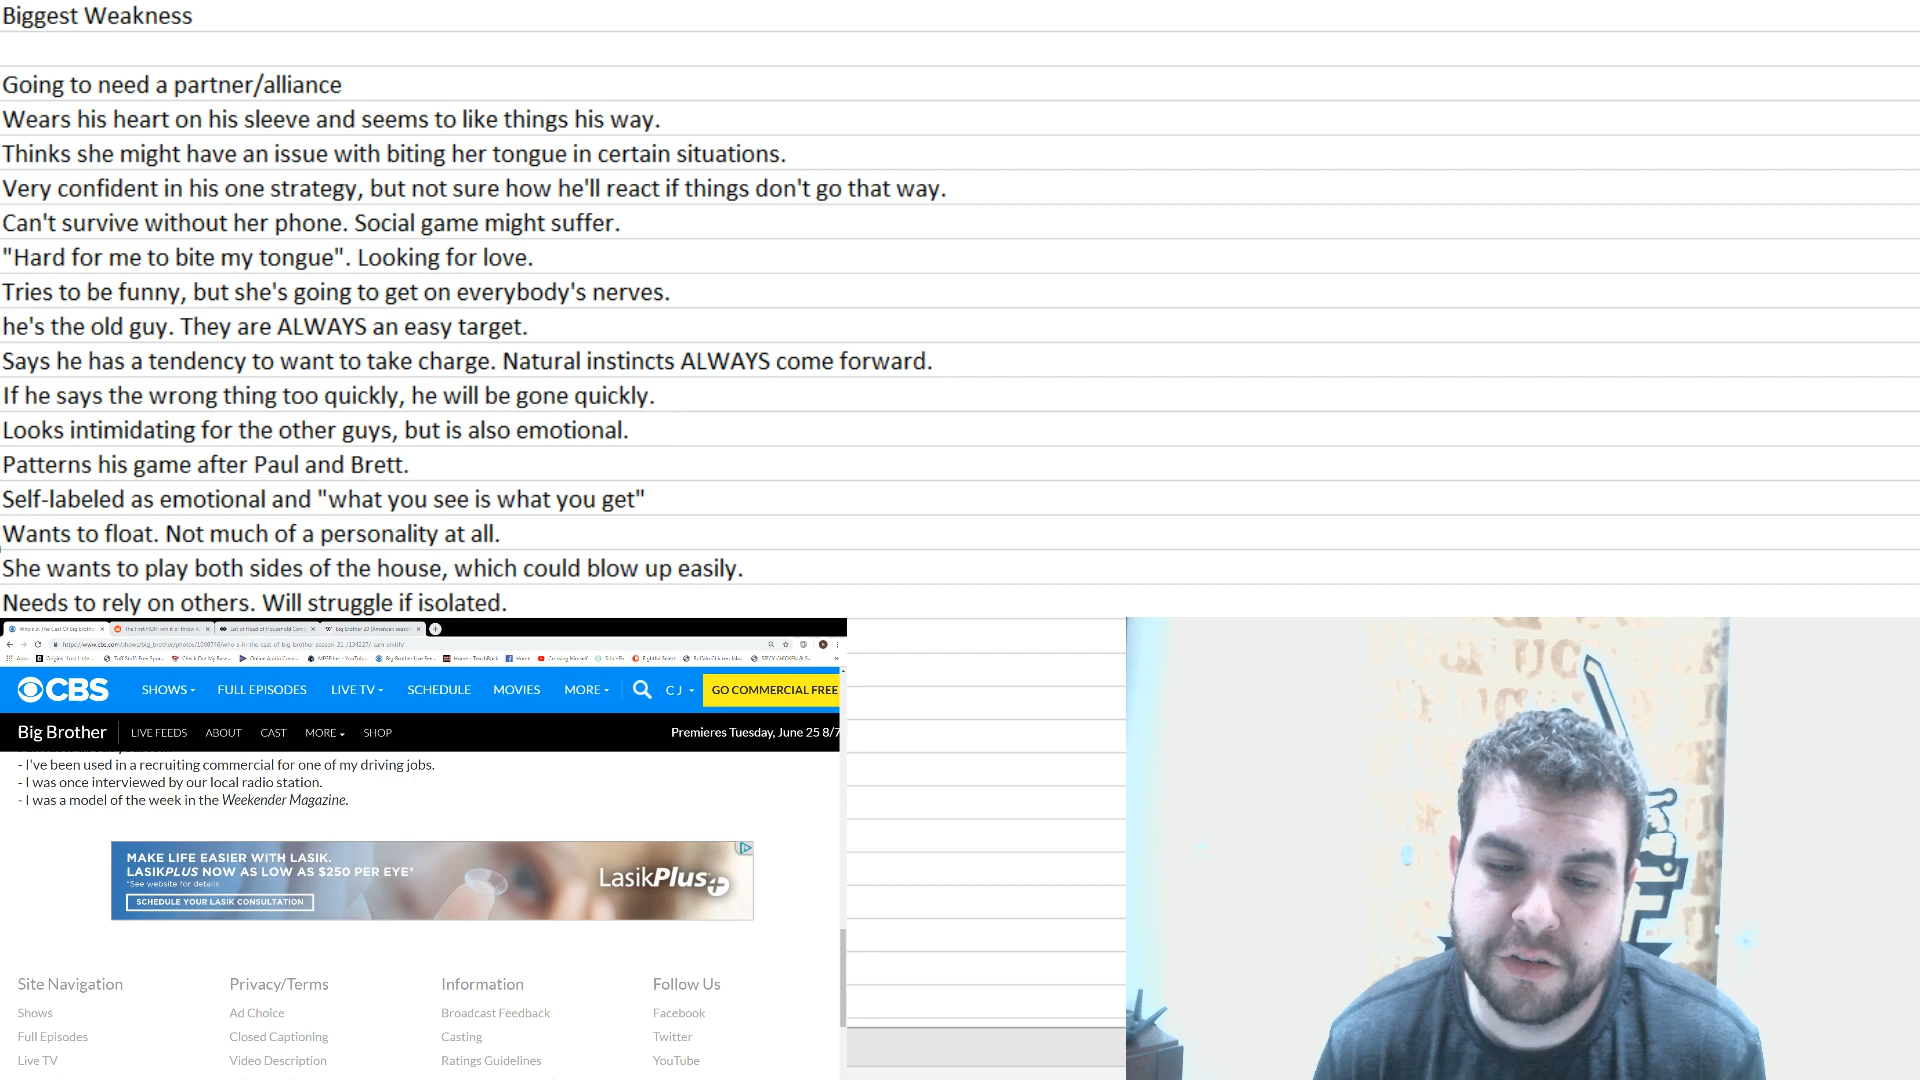 Biggest Weakness
Going to need a partner/alliance
Wears his heart on his sleeve and seems to like things his way.
Thinks she might have an issue with biting her tongue in certain situations.
Very confident in his one strategy, but not sure how he'll react if things don't go that way.
Can't survive without her phone. Social game might suffer.
"Hard for me to bite my tongue". Looking for love.
Tries to be funny, but she's going to get on everybody's nerves.
he's the old guy. They are ALWAYS an easy target.
Says he has a tendency to want to take charge. Natural instincts ALWAYS come forward.
If he says the wrong thing too quickly, he will be gone quickly.
Looks intimidating for the other guys, but is also emotional.
Patterns his game after Paul and Brett.
Self-labeled as emotional and "what you see is what you get"
Wants to float. Not much of a personality at all.
She wants to play both sides of the house, which could blow up easily.
Needs to rely on others. Will struggle if isolated.
CBS SHOWS FULL EPISODES LIVE TV SCHEDULE MOVIES MORE CJ GO COMMERCIAL FREE
Big Brother LIVE FEEDS ABOUT CAST MORE SHOP Premieres Tuesday, June 25 8/7
- I've been used in a recruiting commercial for one of my driving jobs.
- I was once interviewed by our local radio station.
- I was a model of the week in the Weekender Magazine.
MAKE LIFE EASIER WITH LASIK.
LASIKPLUS NOW AS LOW AS $250 PER EYE*
*See website for details
SCHEDULE YOUR LASIK CONSULTATION
LasikPlus
Site Navigation Privacy/Terms Information Follow Us
Shows Ad Choice Broadcast Feedback Facebook
Full Episodes Closed Captioning Casting Twitter
Live TV Video Description Ratings Guidelines YouTube